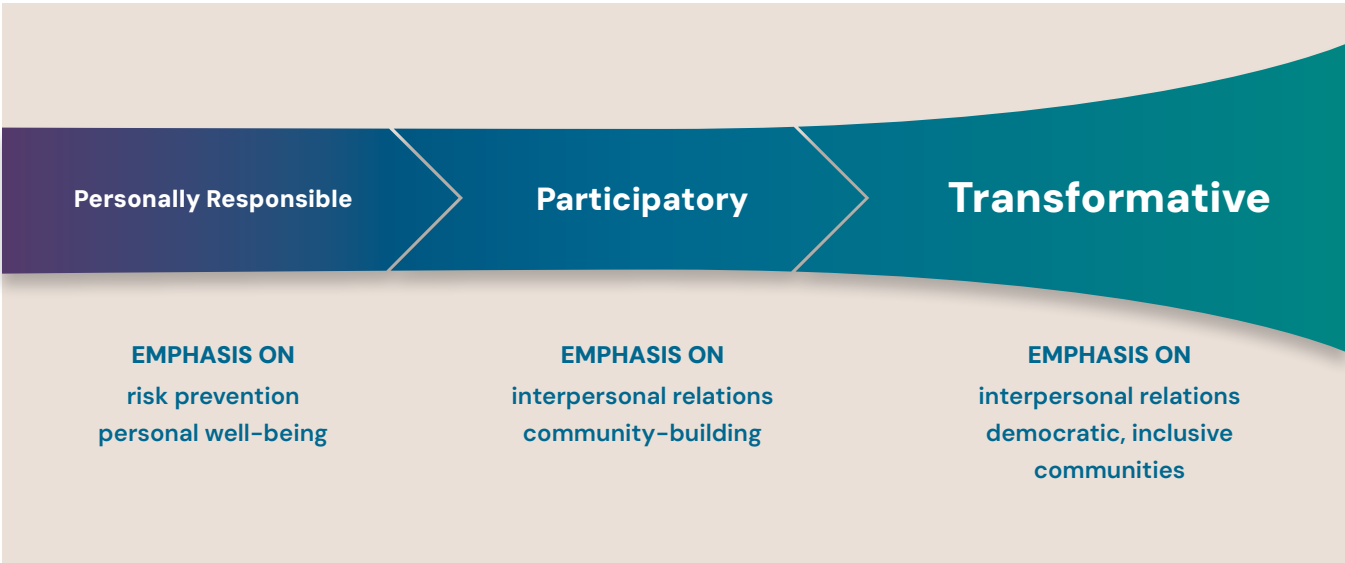 Personally Responsible
Participatory
Transformative
EMPHASIS ON
risk prevention
personal well-being
EMPHASIS ON
interpersonal relations
community-building
EMPHASIS ON
interpersonal relations
democratic, inclusive
communities